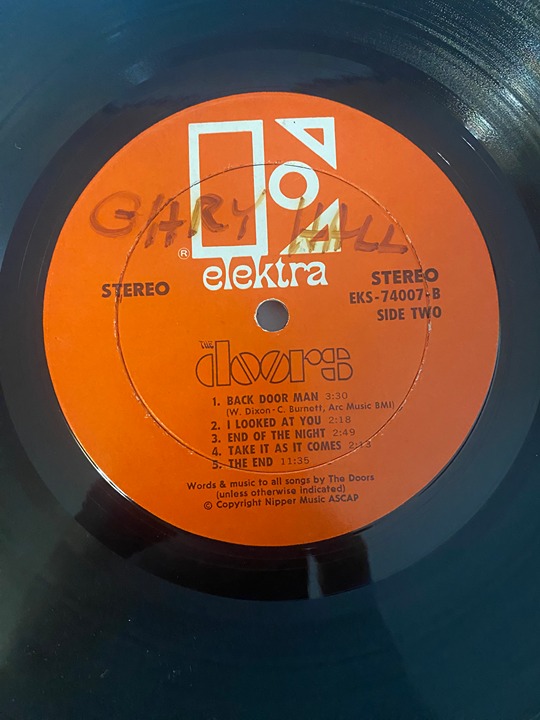 GARY HALL
®
elektra
STEREO
STEREO
EKS-74007-B
SIDE TWO
THE
doors
1. BACK DOOR MAN 3:30
(W. Dixon - C. Burnett, Arc Music BMI)
2. I LOOKED AT YOU 2:18
3. END OF THE NIGHT 2:49
4. TAKE IT AS IT COMES 2:13
5. THE END 11:35
Words & music to all songs by The Doors
(unless otherwise indicated)
© Copyright Nipper Music ASCAP